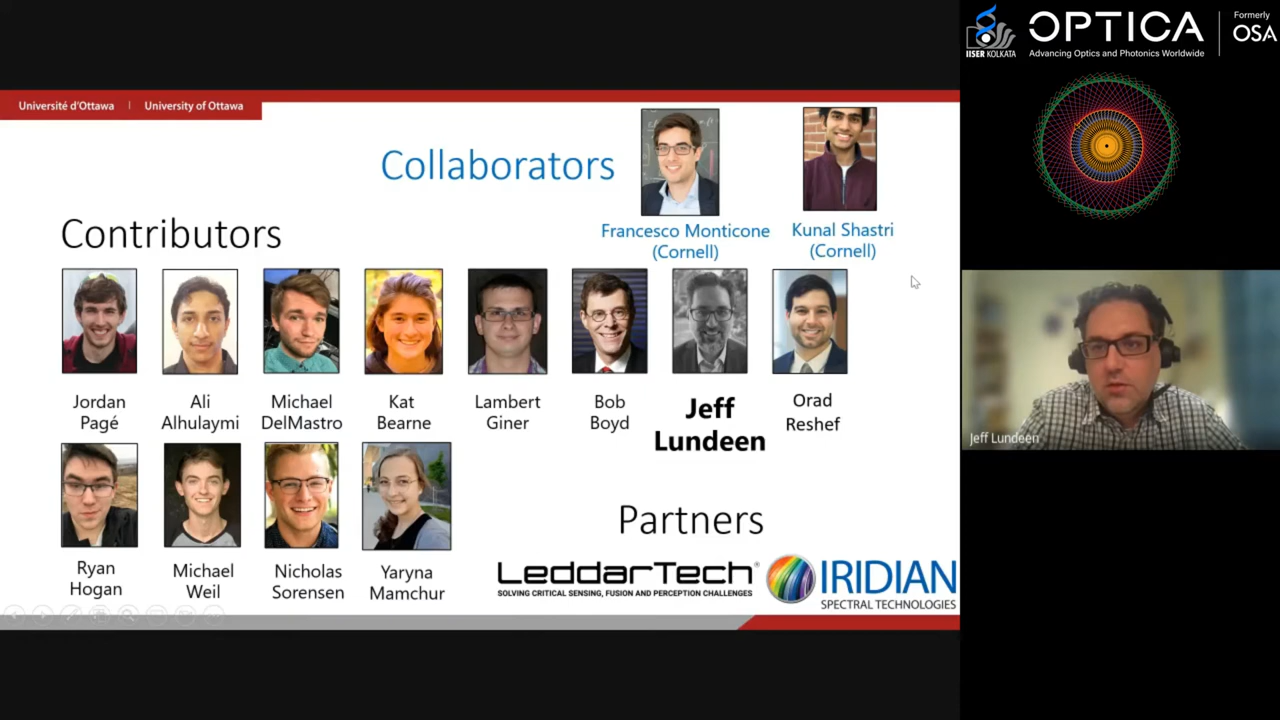 Université d'Ottawa | University of Ottawa
Collaborators
Francesco Monticone
(Cornell)
Kunal Shastri
(Cornell)
Contributors
Jordan
Pagé
Ali
Alhulaymi
Michael
DelMastro
Kat
Bearne
Lambert
Giner
Bob
Boyd
Jeff
Lundeen
Orad
Reshef
Ryan
Hogan
Michael
Weil
Nicholas
Sorensen
Yaryna
Mamchur
Partners
LeddarTech®
SOLVING CRITICAL SENSING, FUSION AND PERCEPTION CHALLENGES
IRIDIAN
SPECTRAL TECHNOLOGIES
IISER KOLKATA
OPTICA
Advancing Optics and Photonics Worldwide
Formerly
OSA
Jeff Lundeen